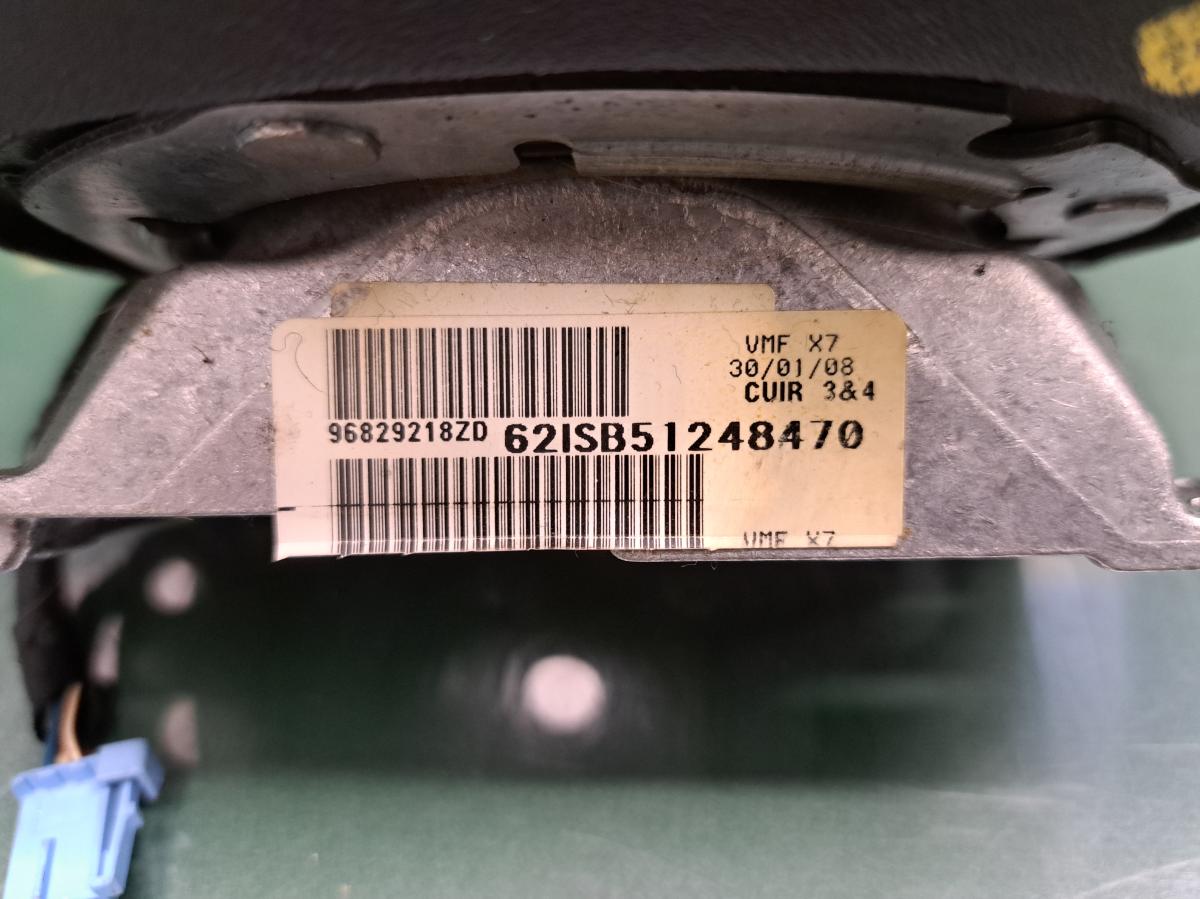 VMF X7
30/01/08
CUIR 3&4
96829218ZD 62ISB51248470
VMF X7